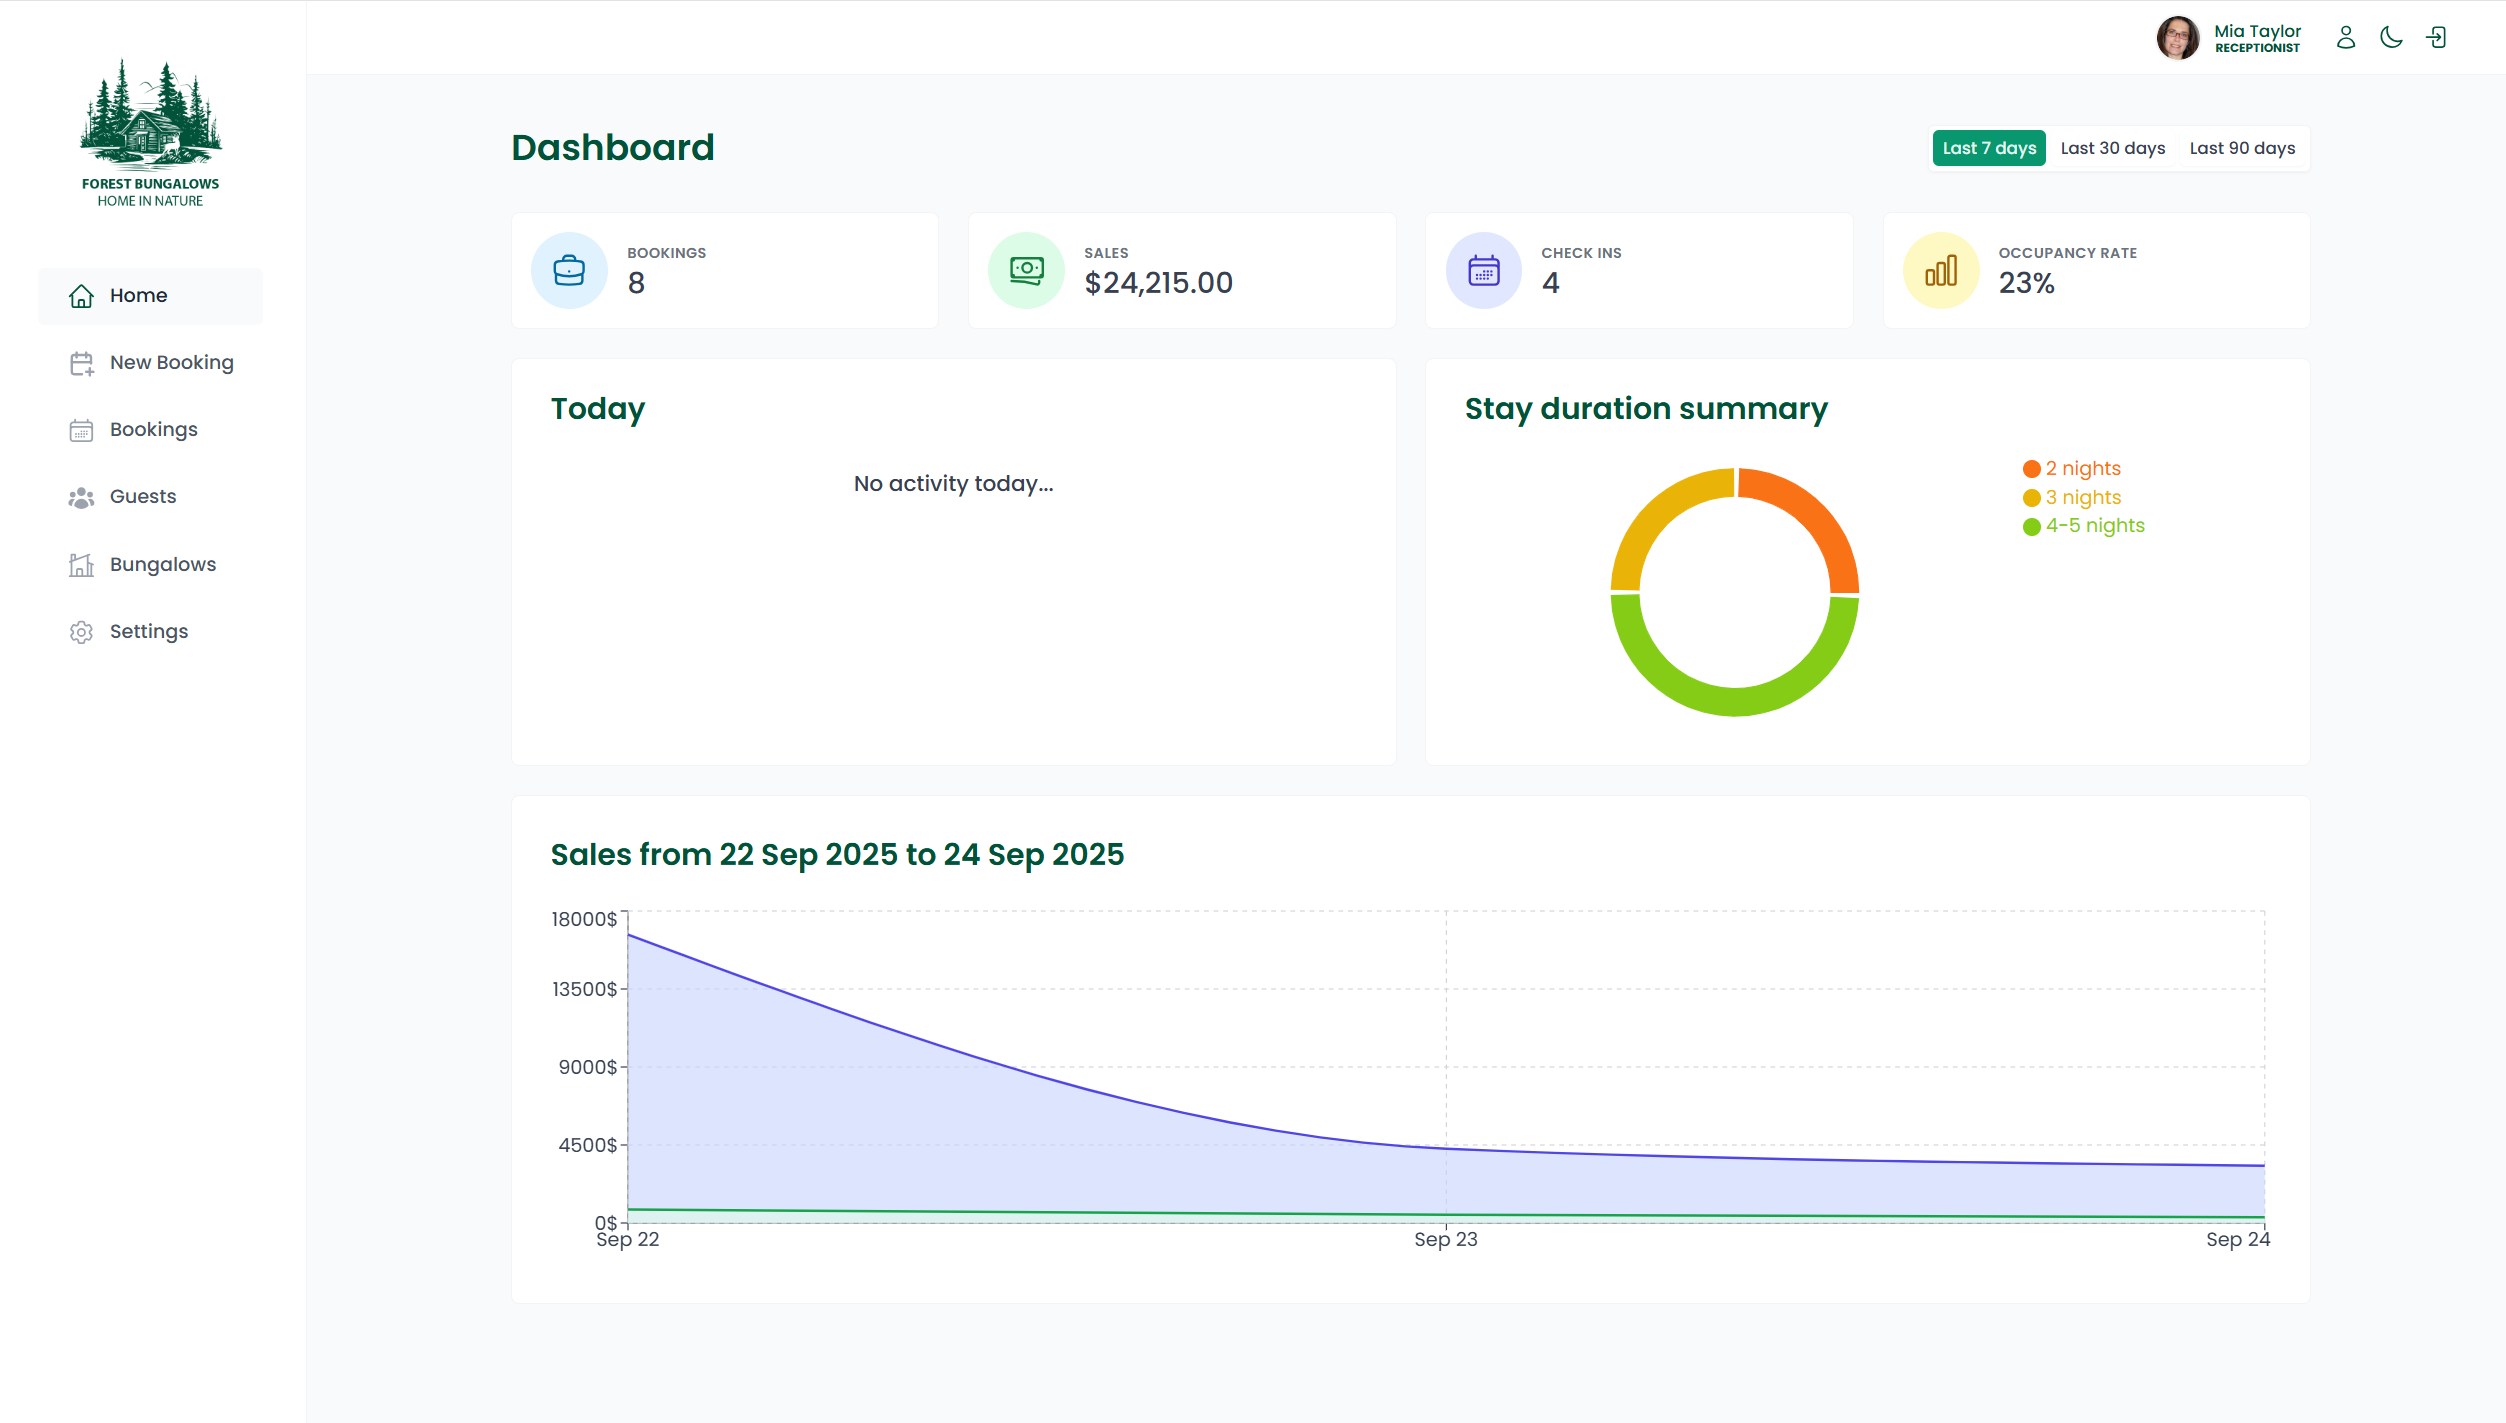 Mia Taylor
RECEPTIONIST
FOREST BUNGALOWS
HOME IN NATURE
Home
New Booking
Bookings
Guests
Bungalows
Settings
Dashboard
Last 7 days Last 30 days Last 90 days
BOOKINGS
8
SALES
$24,215.00
CHECK INS
4
OCCUPANCY RATE
23%
Today
No activity today...
Stay duration summary
2 nights
3 nights
4-5 nights
Sales from 22 Sep 2025 to 24 Sep 2025
18000$
13500$
9000$
4500$
0$
Sep 22 Sep 23 Sep 24